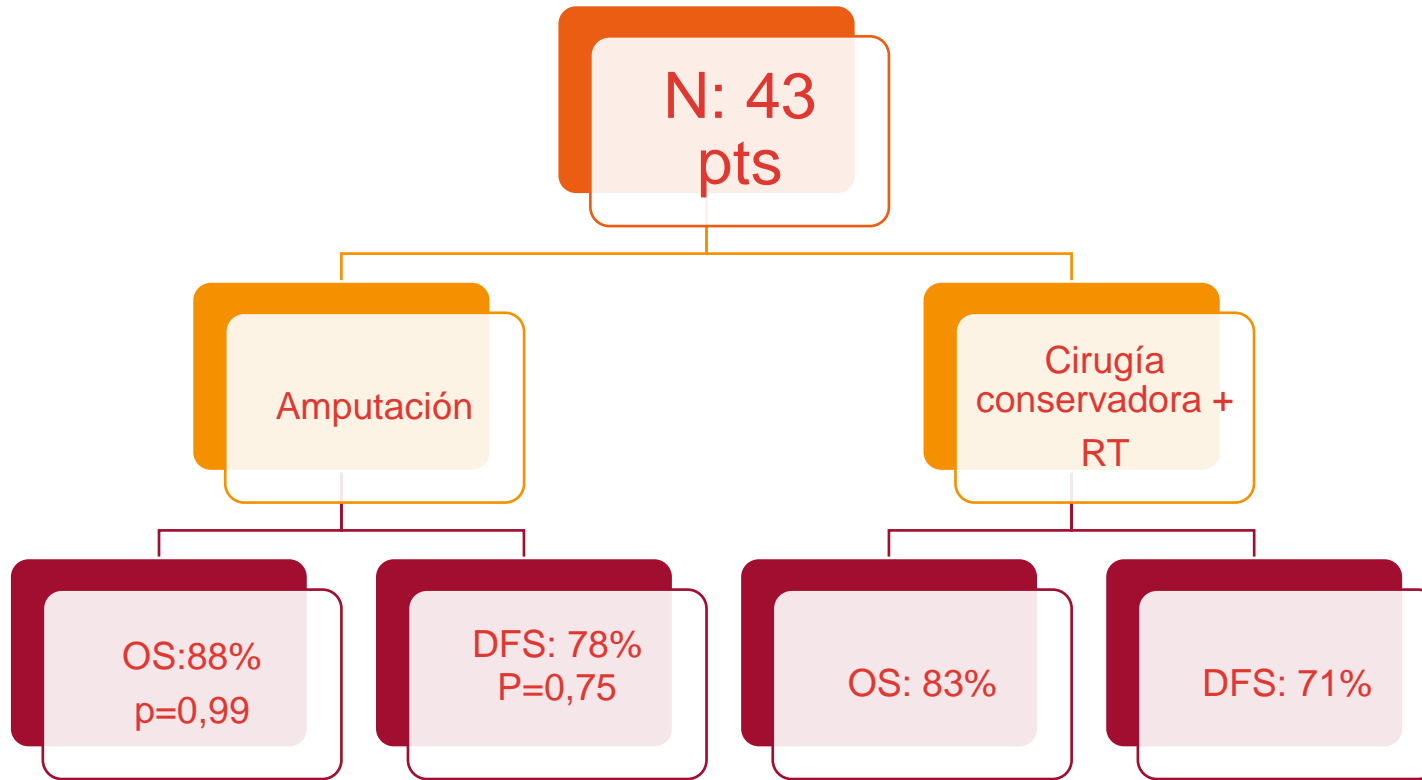 N: 43
pts
Amputación
Cirugía
conservadora +
RT
OS:88%
p=0,99
DFS: 78%
P=0,75
OS: 83%
DFS: 71%